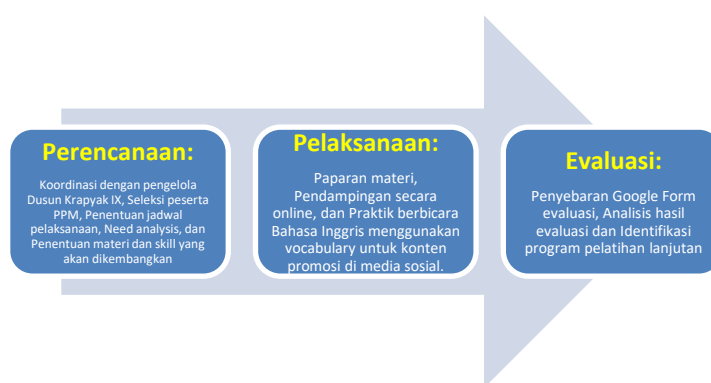 Perencanaan:
Koordinasi dengan pengelola
Dusun Krapyak IX, Seleksi peserta
PPM, Penentuan jadwal
pelaksanaan, Need analysis, dan
Penentuan materi dan skill yang
akan dikembangkan
Pelaksanaan:
Paparan materi,
Pendampingan secara
online, dan Praktik berbicara
Bahasa Inggris menggunakan
vocabulary untuk konten
promosi di media sosial.
Evaluasi:
Penyebaran Google Form
evaluasi, Analisis hasil
evaluasi dan Identifikasi
program pelatihan lanjutan